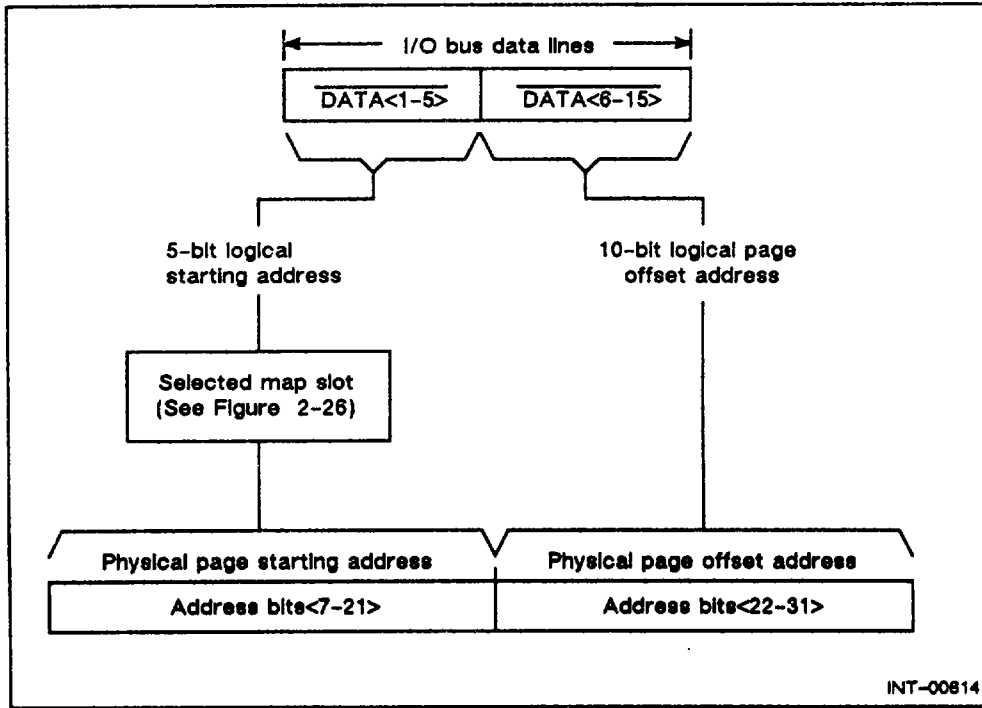 I/O bus data lines
DATA<1-5> DATA<6-15>
5-bit logical
starting address
10-bit logical page
offset address
Selected map slot
(See Figure 2-26)
Physical page starting address Physical page offset address
Address bits<7-21> Address bits<22-31>
INT-00614